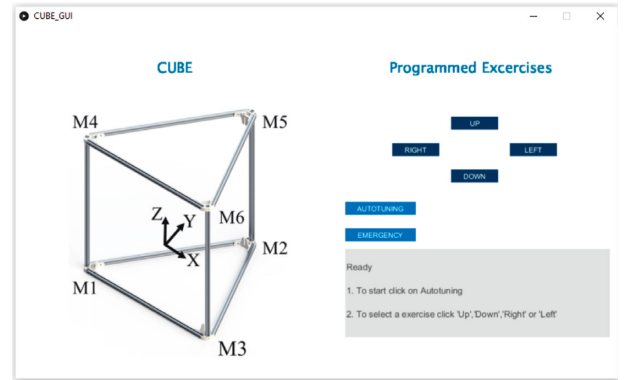 CUBE_GUI
CUBE
Programmed Excercises
M4
M5
M6
Z
Y
X
M1
M2
M3
UP
RIGHT
LEFT
DOWN
AUTOTUNING
EMERGENCY
Ready
1. To start click on Autotuning
2. To select a exercise click 'Up','Down','Right' or 'Left'